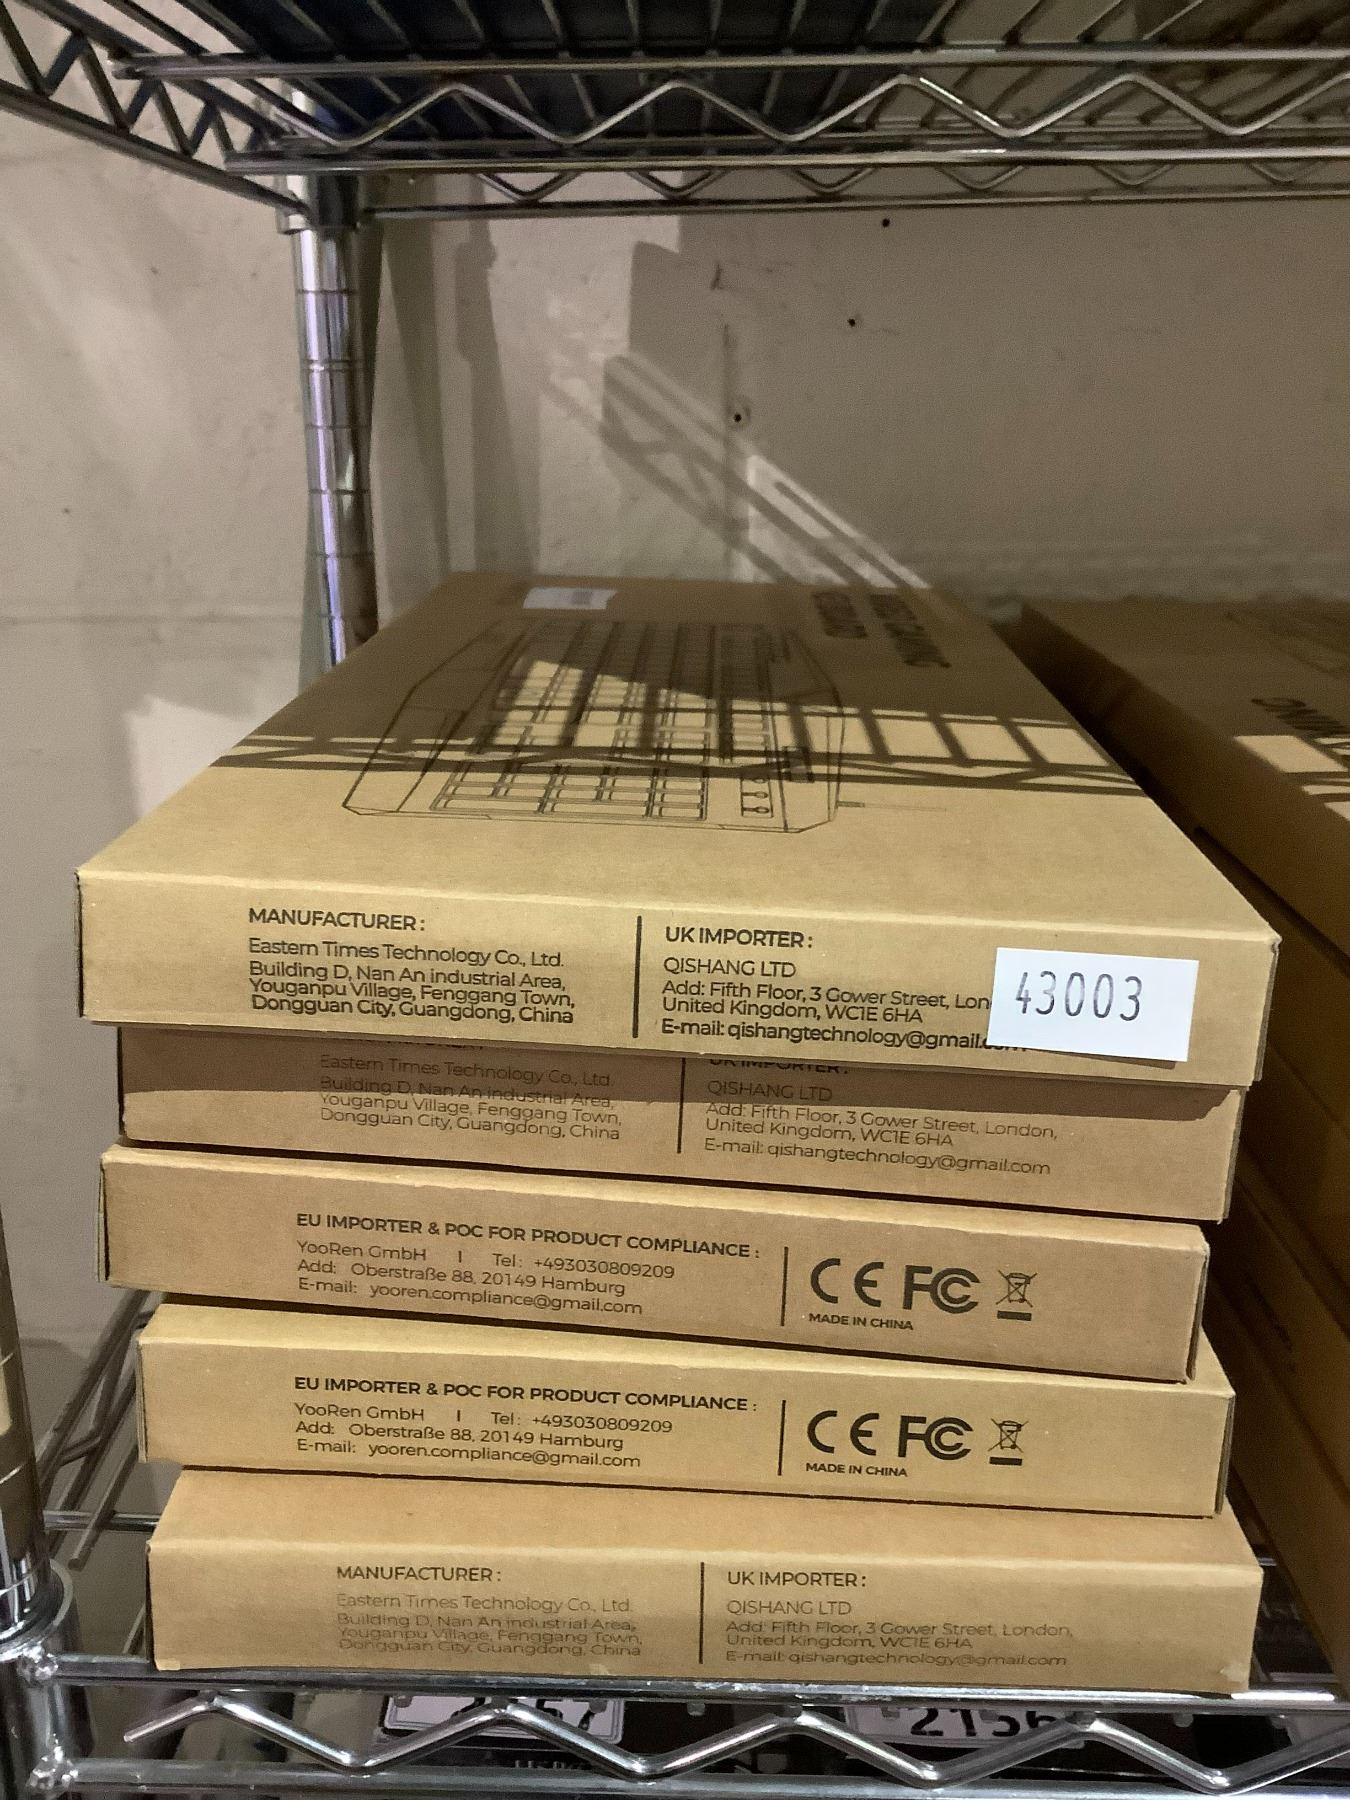 GAMING
KEYBOARD
MANUFACTURER:
Eastern Times Technology Co., Ltd.
Building D, Nan An industrial Area,
Youganpu Village, Fenggang Town,
Dongguan City, Guangdong, China
UK IMPORTER:
QISHANG LTD
Add: Fifth Floor, 3 Gower Street, Lon
United Kingdom, WC1E 6HA
E-mail: qishangtechnology@gmail.com
43003
Eastern Times Technology Co., Ltd.
Building D, Nan An industrial Area,
Youganpu Village, Fenggang Town,
Dongguan City, Guangdong, China
UK IMPORTER:
QISHANG LTD
Add: Fifth Floor, 3 Gower Street, London,
United Kingdom, WC1E 6HA
E-mail: qishangtechnology@gmail.com
EU IMPORTER & POC FOR PRODUCT COMPLIANCE:
YooRen GmbH | Tel: +493030809209
Add: Oberstraße 88, 20149 Hamburg
E-mail: yooren.compliance@gmail.com
CE FCC
MADE IN CHINA
EU IMPORTER & POC FOR PRODUCT COMPLIANCE:
YooRen GmbH | Tel: +493030809209
Add: Oberstraße 88, 20149 Hamburg
E-mail: yooren.compliance@gmail.com
CE FCC
MADE IN CHINA
MANUFACTURER:
Eastern Times Technology Co., Ltd.
Building D, Nan An industrial Area,
Youganpu Village, Fenggang Town,
Dongguan City, Guangdong, China
UK IMPORTER:
QISHANG LTD
Add: Fifth Floor, 3 Gower Street, London,
United Kingdom, WC1E 6HA
E-mail: qishangtechnology@gmail.com